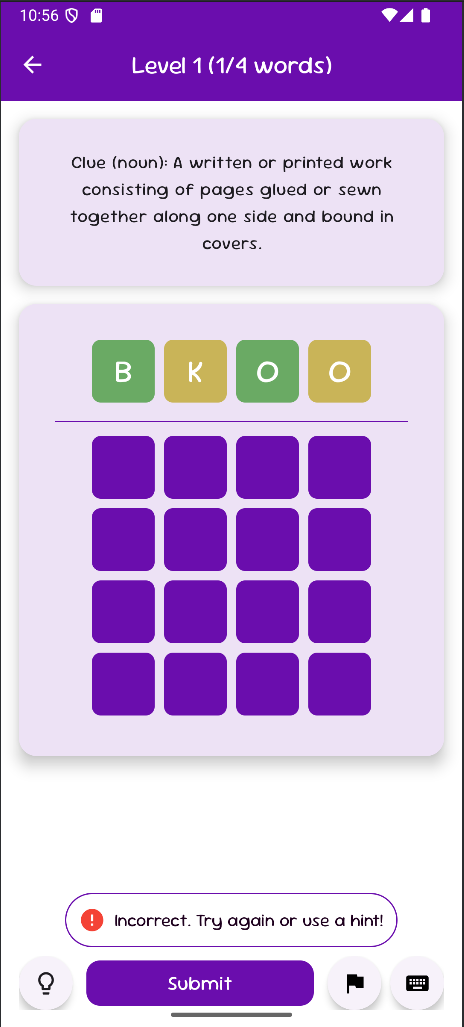 10:56
Level 1 (1/4 words)
Clue (noun): A written or printed work
consisting of pages glued or sewn
together along one side and bound in
covers.
B K O O
Incorrect. Try again or use a hint!
Submit